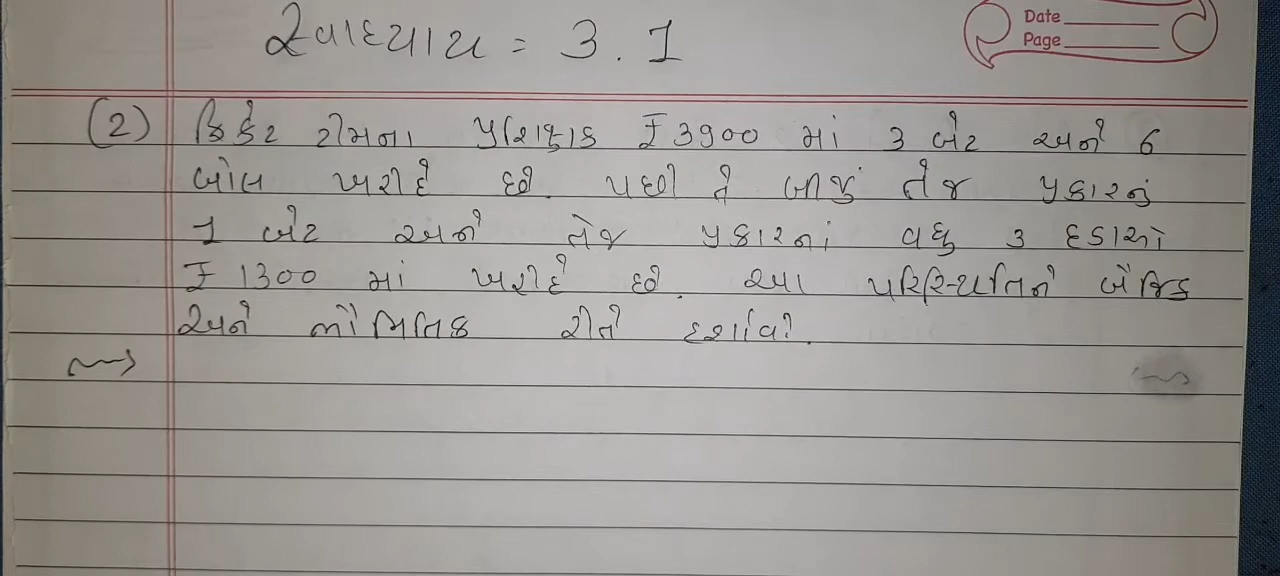 સ્વાધ્યાય = 3.1
Date
Page
(2) ક્રિકેટ ટીમના પ્રશિક્ષક ₹ 3900 માં 3 બેટ અને 6
બોલ ખરીદે છે. પછી તે બીજું તેજ પ્રકારનું
1 બેટ અને તેજ પ્રકારનાં વધુ 3 દડાઓ
₹ 1300 માં ખરીદે છે. આ પરિસ્થતિને બૈજિક
અને ભૌમિતિક રીતે દર્શાવો.